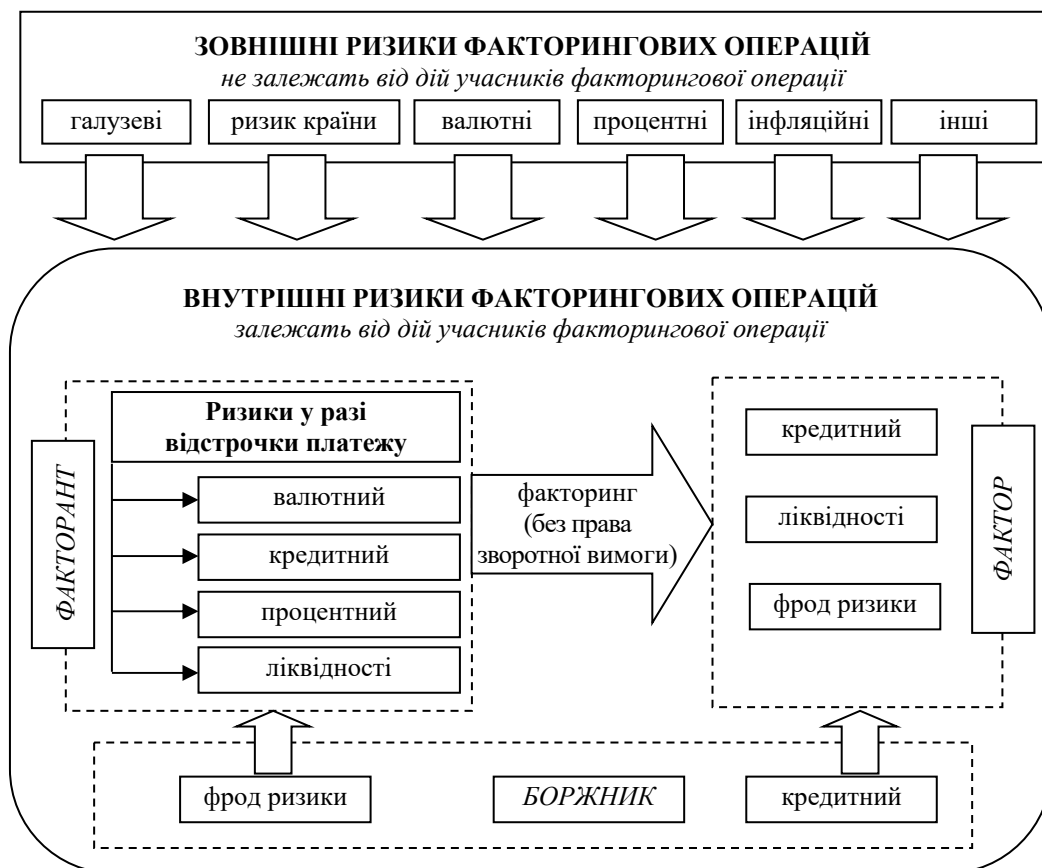 ЗОВНІШНІ РИЗИКИ ФАКТОРИНГОВИХ ОПЕРАЦІЙ
не залежать від дій учасників факторингової операції
галузеві
ризик країни
валютні
процентні
інфляційні
інші
ВНУТРІШНІ РИЗИКИ ФАКТОРИНГОВИХ ОПЕРАЦІЙ
залежать від дій учасників факторингової операції
ФАКТОРАНТ
Ризики у разі
відстрочки платежу
валютний
кредитний
процентний
ліквідності
факторинг
(без права
зворотної вимоги)
кредитний
ліквідності
фрод ризики
ФАКТОР
фрод ризики
БОРЖНИК
кредитний